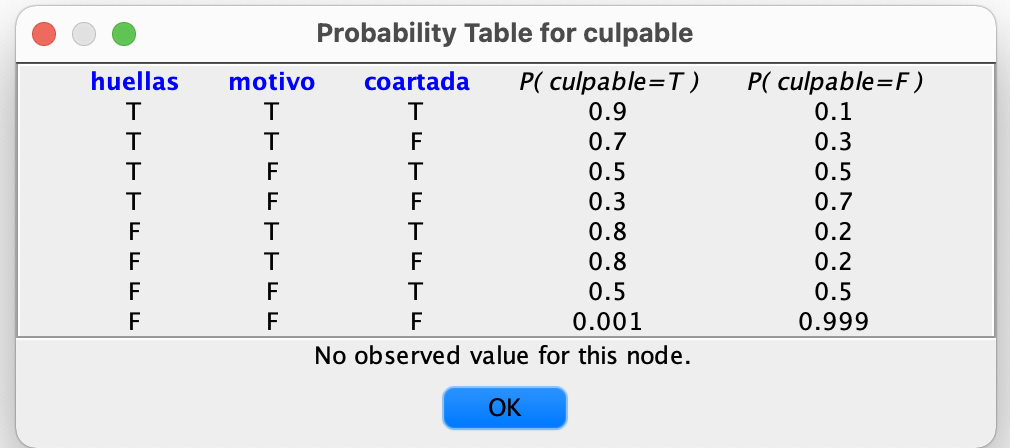 Probability Table for culpable
huellas motivo coartada P( culpable=T ) P( culpable=F )
T T T 0.9 0.1
T T F 0.7 0.3
T F T 0.5 0.5
T F F 0.3 0.7
F T T 0.8 0.2
F T F 0.8 0.2
F F T 0.5 0.5
F F F 0.001 0.999
No observed value for this node.
OK